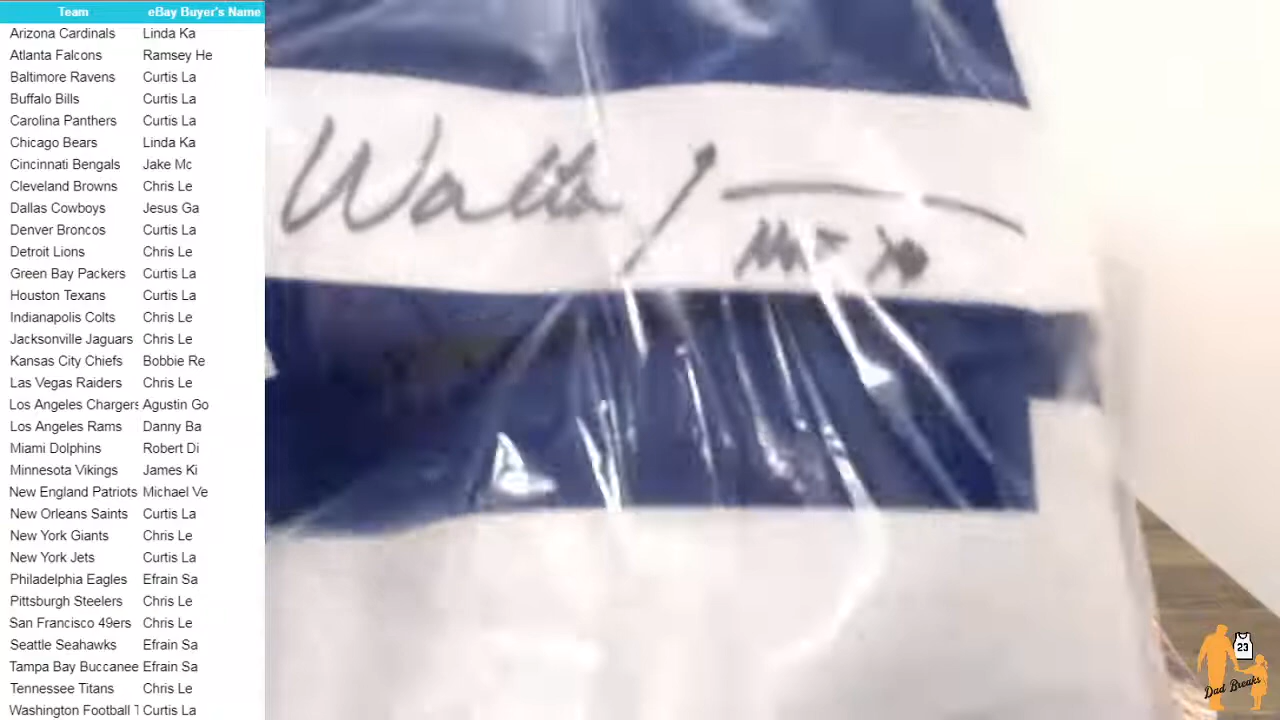 Team eBay Buyer's Name
Arizona Cardinals Linda Ka
Atlanta Falcons Ramsey He
Baltimore Ravens Curtis La
Buffalo Bills Curtis La
Carolina Panthers Curtis La
Chicago Bears Linda Ka
Cincinnati Bengals Jake Mc
Cleveland Browns Chris Le
Dallas Cowboys Jesus Ga
Denver Broncos Curtis La
Detroit Lions Chris Le
Green Bay Packers Curtis La
Houston Texans Curtis La
Indianapolis Colts Chris Le
Jacksonville Jaguars Chris Le
Kansas City Chiefs Bobbie Re
Las Vegas Raiders Chris Le
Los Angeles Chargers Agustin Go
Los Angeles Rams Danny Ba
Miami Dolphins Robert Di
Minnesota Vikings James Ki
New England Patriots Michael Ve
New Orleans Saints Curtis La
New York Giants Chris Le
New York Jets Curtis La
Philadelphia Eagles Efrain Sa
Pittsburgh Steelers Chris Le
San Francisco 49ers Chris Le
Seattle Seahawks Efrain Sa
Tampa Bay Buccanee Efrain Sa
Tennessee Titans Chris Le
Washington Football T Curtis La
Walter
23
Dad Breaks